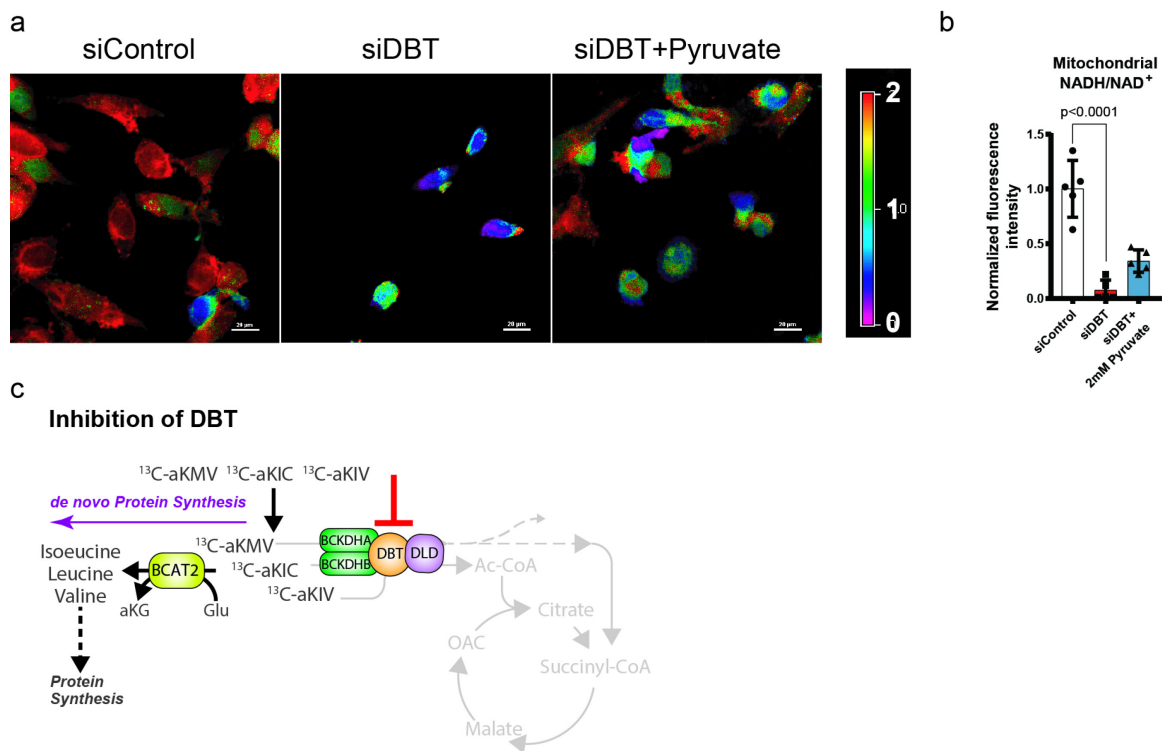 a
siControl
siDBT
siDBT+Pyruvate
20 µm
20 µm
20 µm
2
1.0
b
Mitochondrial
NADH/NAD+
p<0.0001
Normalized fluorescence
intensity
1.5
1.0
0.5
0.0
siControl
siDBT
siDBT+
2mM Pyruvate
c
Inhibition of DBT
¹³C-aKMV ¹³C-aKIC ¹³C-aKIV
de novo Protein Synthesis
¹³C-aKMV
BCKDHA
BCKDHB
DBT
DLD
Isoeucine
Leucine
Valine
BCAT2
¹³C-aKIC
¹³C-aKIV
aKG
Glu
Ac-CoA
Citrate
OAC
Succinyl-CoA
Malate
Protein
Synthesis